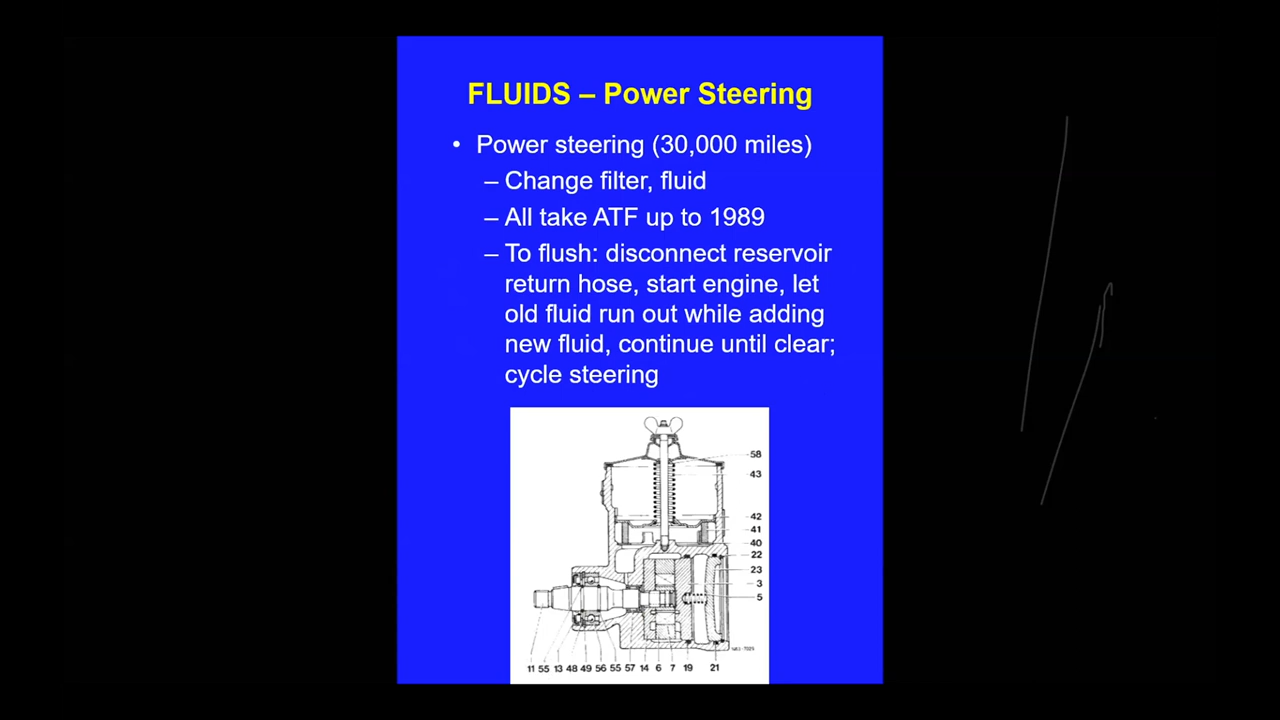 FLUIDS – Power Steering
• Power steering (30,000 miles)
– Change filter, fluid
– All take ATF up to 1989
– To flush: disconnect reservoir
return hose, start engine, let
old fluid run out while adding
new fluid, continue until clear;
cycle steering
58
43
42
41
40
22
23
3
5
11 55 13 48 49 56 55 57 14 6 7 19 21